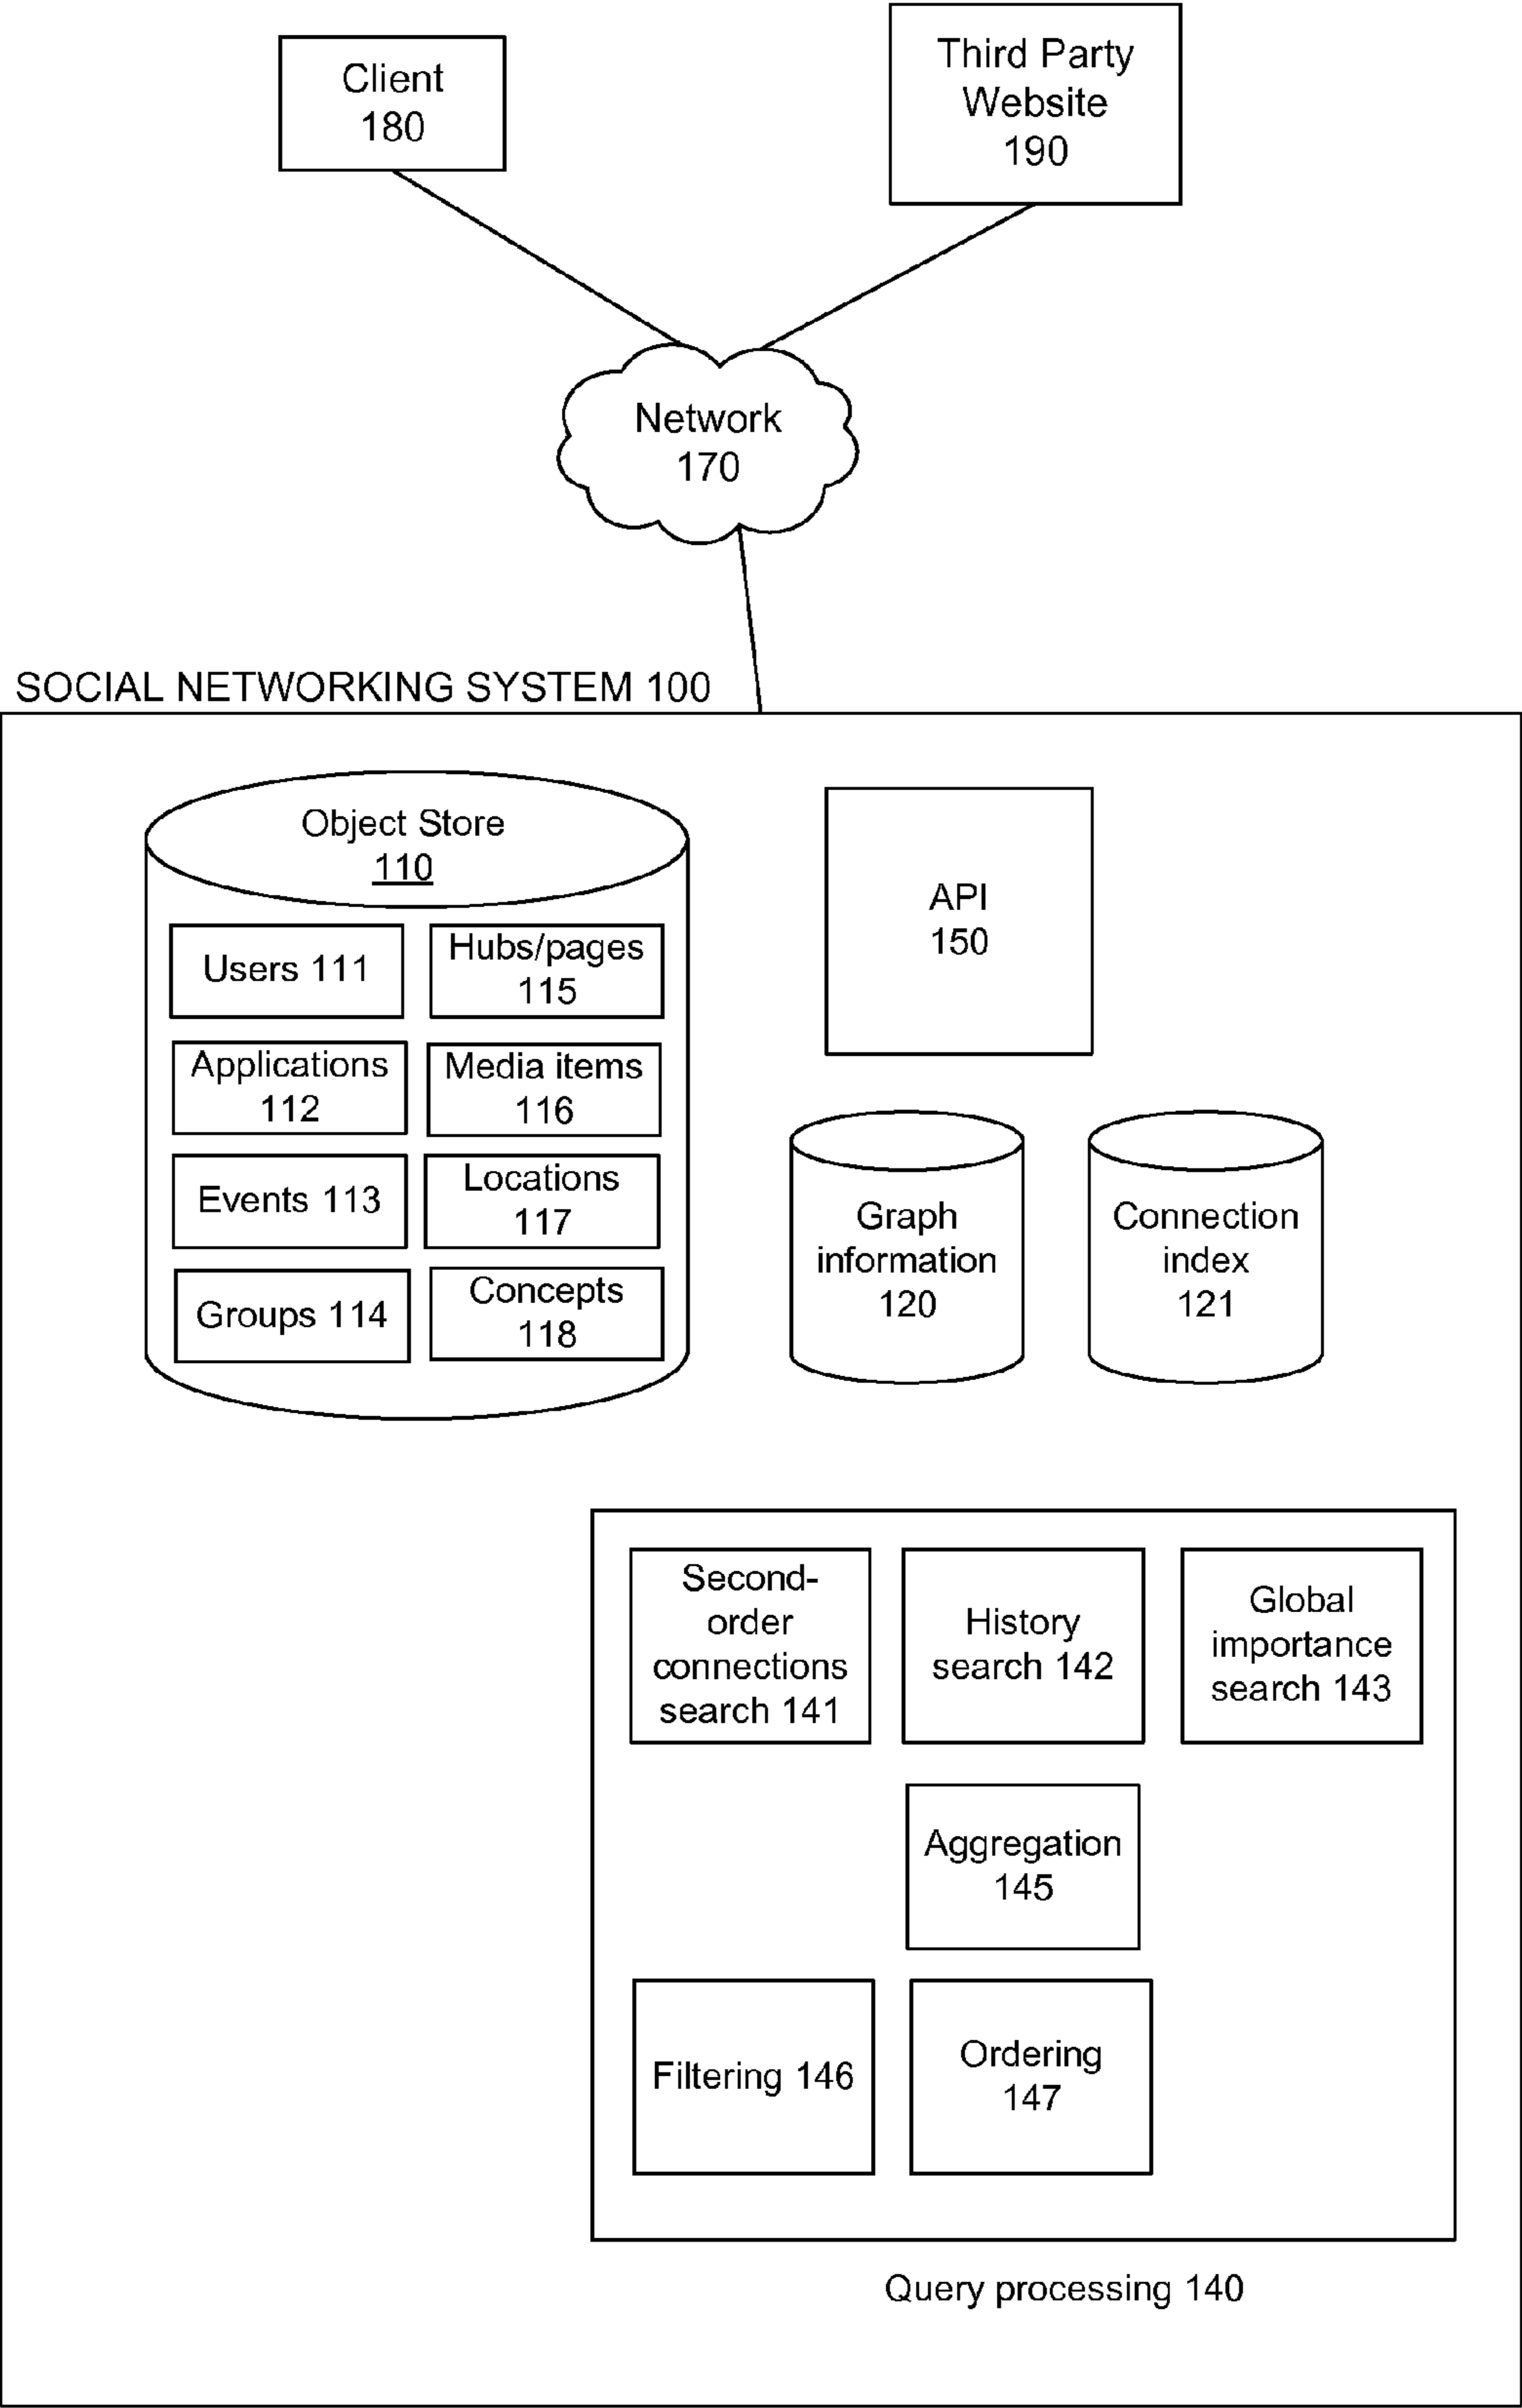 Client
180
Third Party
Website
190
Network
170
SOCIAL NETWORKING SYSTEM 100
Object Store
110
Users 111
Hubs/pages
115
Applications
112
Media items
116
Events 113
Locations
117
Groups 114
Concepts
118
API
150
Graph
information
120
Connection
index
121
Second-
order
connections
search 141
History
search 142
Global
importance
search 143
Aggregation
145
Filtering 146
Ordering
147
Query processing 140